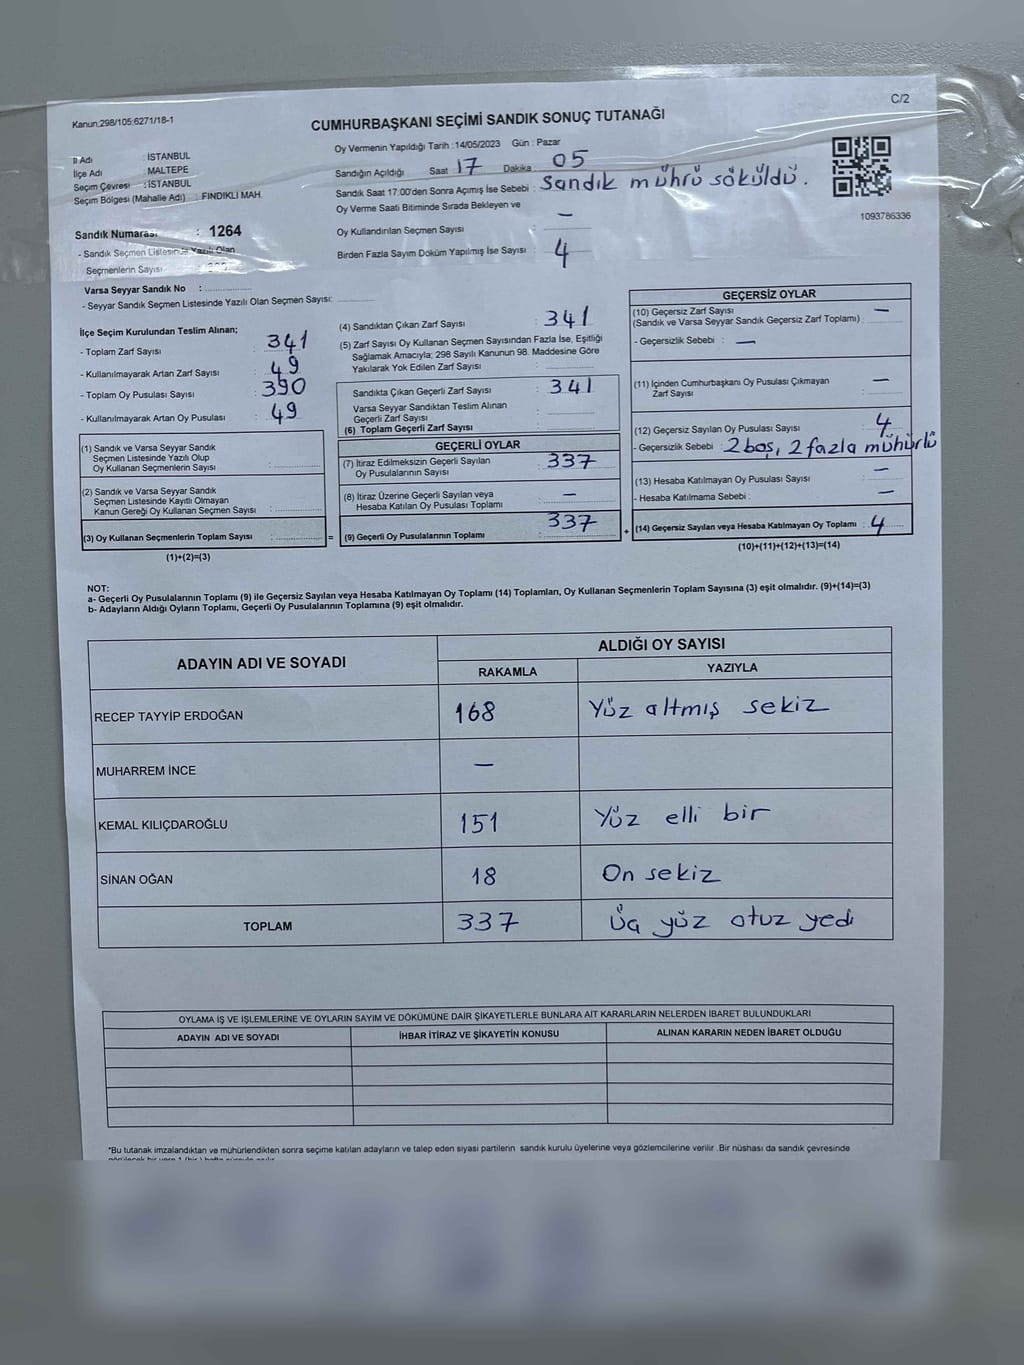 C/2
Kanun:298/105;6271/18-1
CUMHURBAŞKANI SEÇİMİ SANDIK SONUÇ TUTANAĞI
İl Adı : İSTANBUL
İlçe Adı : MALTEPE
Seçim Çevresi : İSTANBUL
Seçim Bölgesi (Mahalle Adı) : FINDIKLI MAH.
Sandık Numarası : 1264
- Sandık Seçmen Listesinde Yazılı Olan
Seçmenlerin Sayısı :
Varsa Seyyar Sandık No :
- Seyyar Sandık Seçmen Listesinde Yazılı Olan Seçmen Sayısı:
Oy Vermenin Yapıldığı Tarih :14/05/2023 Gün : Pazar
Sandığın Açıldığı Saat 17 Dakika 05
Sandık Saat 17:00'den Sonra Açımış İse Sebebi : Sandık mührü söküldü.
Oy Verme Saati Bitiminde Sırada Bekleyen ve
Oy Kullandırılan Seçmen Sayısı : —
Birden Fazla Sayım Döküm Yapılmış İse Sayısı : 4
1093786336
İlçe Seçim Kurulundan Teslim Alınan;
- Toplam Zarf Sayısı : 341
- Kullanılmayarak Artan Zarf Sayısı : 49
- Toplam Oy Pusulası Sayısı : 390
- Kullanılmayarak Artan Oy Pusulası : 49
(1) Sandık ve Varsa Seyyar Sandık
Seçmen Listesinde Yazılı Olup
Oy Kullanan Seçmenlerin Sayısı :
(2) Sandık ve Varsa Seyyar Sandık
Seçmen Listesinde Kayıtlı Olmayan
Kanun Gereği Oy Kullanan Seçmen Sayısı :
(3) Oy Kullanan Seçmenlerin Toplam Sayısı : =
(1)+(2)=(3)
(4) Sandıktan Çıkan Zarf Sayısı : 341
(5) Zarf Sayısı Oy Kullanan Seçmen Sayısından Fazla İse, Eşitliği
Sağlamak Amacıyla; 298 Sayılı Kanunun 98. Maddesine Göre
Yakılarak Yok Edilen Zarf Sayısı :
Sandıkta Çıkan Geçerli Zarf Sayısı : 341
Varsa Seyyar Sandıktan Teslim Alınan
Geçerli Zarf Sayısı :
(6) Toplam Geçerli Zarf Sayısı :
GEÇERLİ OYLAR
(7) İtiraz Edilmeksizin Geçerli Sayılan
Oy Pusulalarının Sayısı : 337
(8) İtiraz Üzerine Geçerli Sayılan veya
Hesaba Katılan Oy Pusulası Toplamı : —
(9) Geçerli Oy Pusulalarının Toplamı : 337 +
GEÇERSİZ OYLAR
(10) Geçersiz Zarf Sayısı
(Sandık ve Varsa Seyyar Sandık Geçersiz Zarf Toplamı) : —
- Geçersizlik Sebebi : —
(11) İçinden Cumhurbaşkanı Oy Pusulası Çıkmayan
Zarf Sayısı : —
(12) Geçersiz Sayılan Oy Pusulası Sayısı : 4
- Geçersizlik Sebebi : 2 boş, 2 fazla mühürlü
(13) Hesaba Katılmayan Oy Pusulası Sayısı : —
- Hesaba Katılmama Sebebi : —
(14) Geçersiz Sayılan veya Hesaba Katılmayan Oy Toplamı : 4
(10)+(11)+(12)+(13)=(14)
NOT:
a- Geçerli Oy Pusulalarının Toplamı (9) ile Geçersiz Sayılan veya Hesaba Katılmayan Oy Toplamı (14) Toplamları, Oy Kullanan Seçmenlerin Toplam Sayısına (3) eşit olmalıdır. (9)+(14)=(3)
b- Adayların Aldığı Oyların Toplamı, Geçerli Oy Pusulalarının Toplamına (9) eşit olmalıdır.
ADAYIN ADI VE SOYADI
ALDIĞI OY SAYISI
RAKAMLA YAZIYLA
RECEP TAYYİP ERDOĞAN 168 Yüz altmış sekiz
MUHARREM İNCE —
KEMAL KILIÇDAROĞLU 151 Yüz elli bir
SİNAN OĞAN 18 On sekiz
TOPLAM 337 Üç yüz otuz yedi
OYLAMA İŞ VE İŞLEMLERİNE VE OYLARIN SAYIM VE DÖKÜMÜNE DAİR ŞİKAYETLERLE BUNLARA AİT KARARLARIN NELERDEN İBARET BULUNDUKLARI
ADAYIN ADI VE SOYADI İHBAR İTİRAZ VE ŞİKAYETİN KONUSU ALINAN KARARIN NEDEN İBARET OLDUĞU
*Bu tutanak imzalandıktan ve mühürlendikten sonra seçime katılan adayların ve talep eden siyasi partilerin sandık kurulu üyelerine veya gözlemcilerine verilir. Bir nüshası da sandık çevresinde